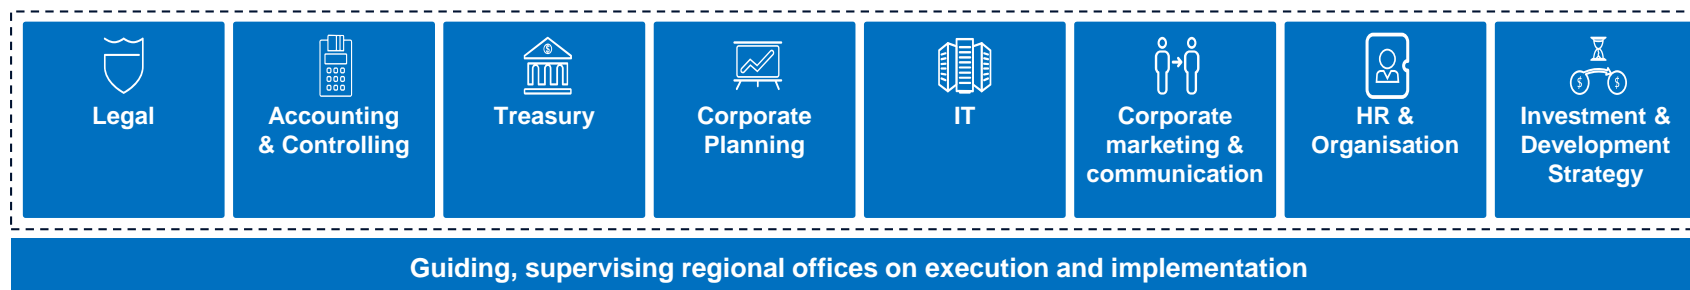 Legal
Accounting
& Controlling
Treasury
Corporate
Planning
IT
Corporate
marketing &
communication
HR &
Organisation
Investment &
Development
Strategy
Guiding, supervising regional offices on execution and implementation